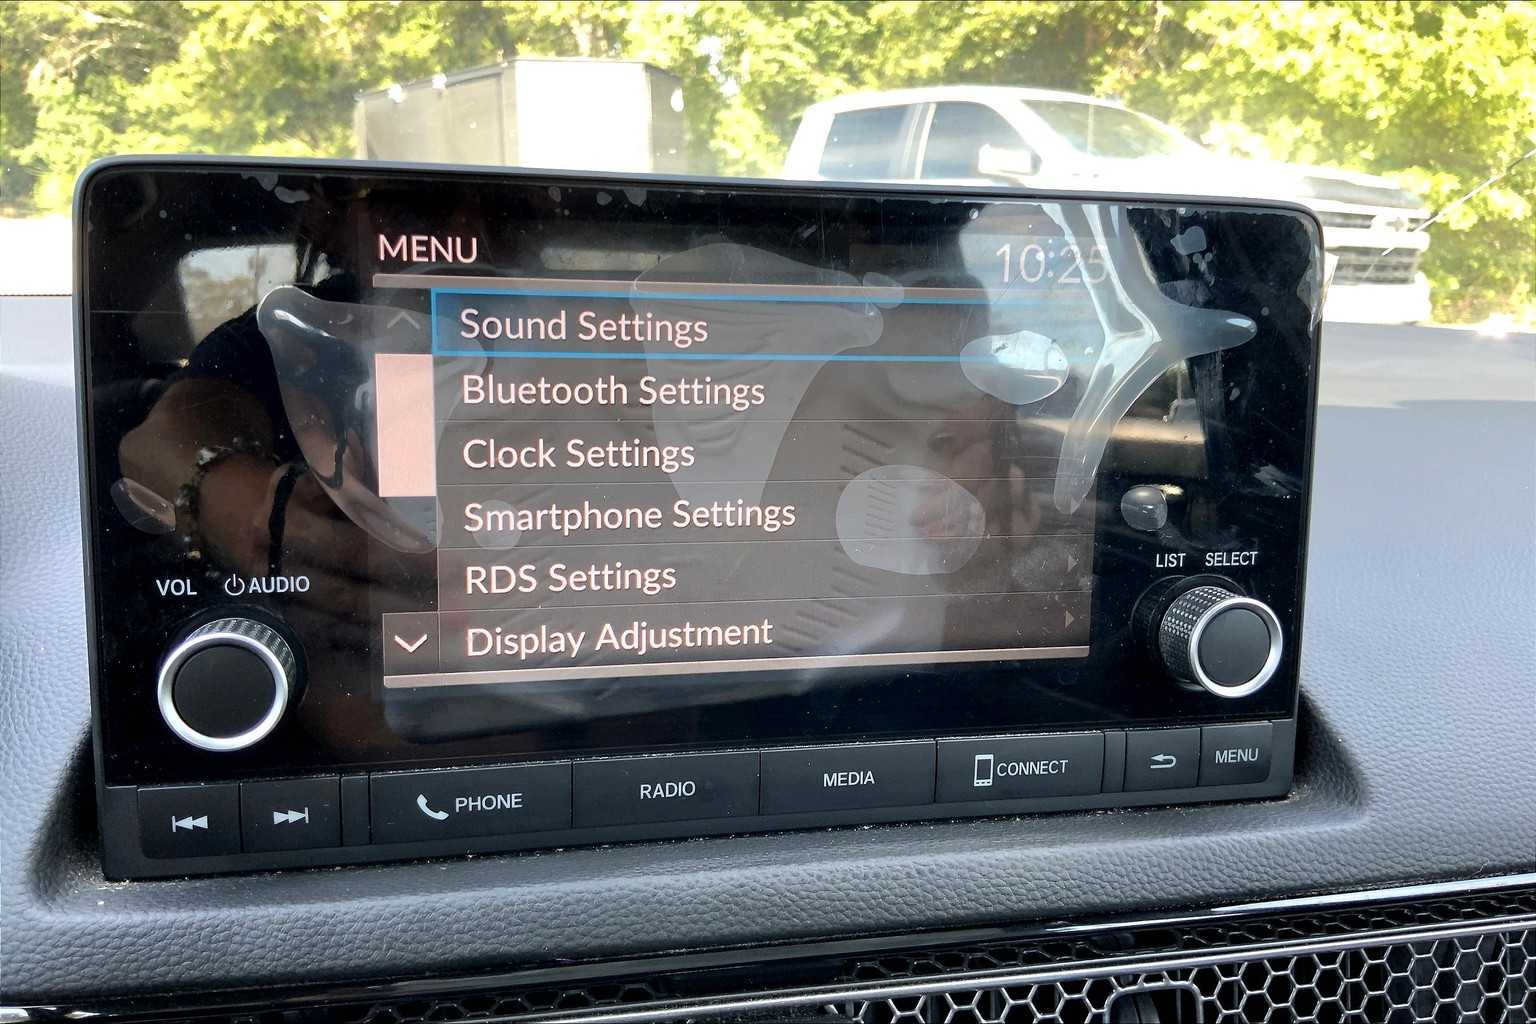 MENU
10:25
Sound Settings
Bluetooth Settings
Clock Settings
Smartphone Settings
RDS Settings
Display Adjustment
VOL AUDIO
LIST SELECT
PHONE
RADIO
MEDIA
CONNECT
MENU